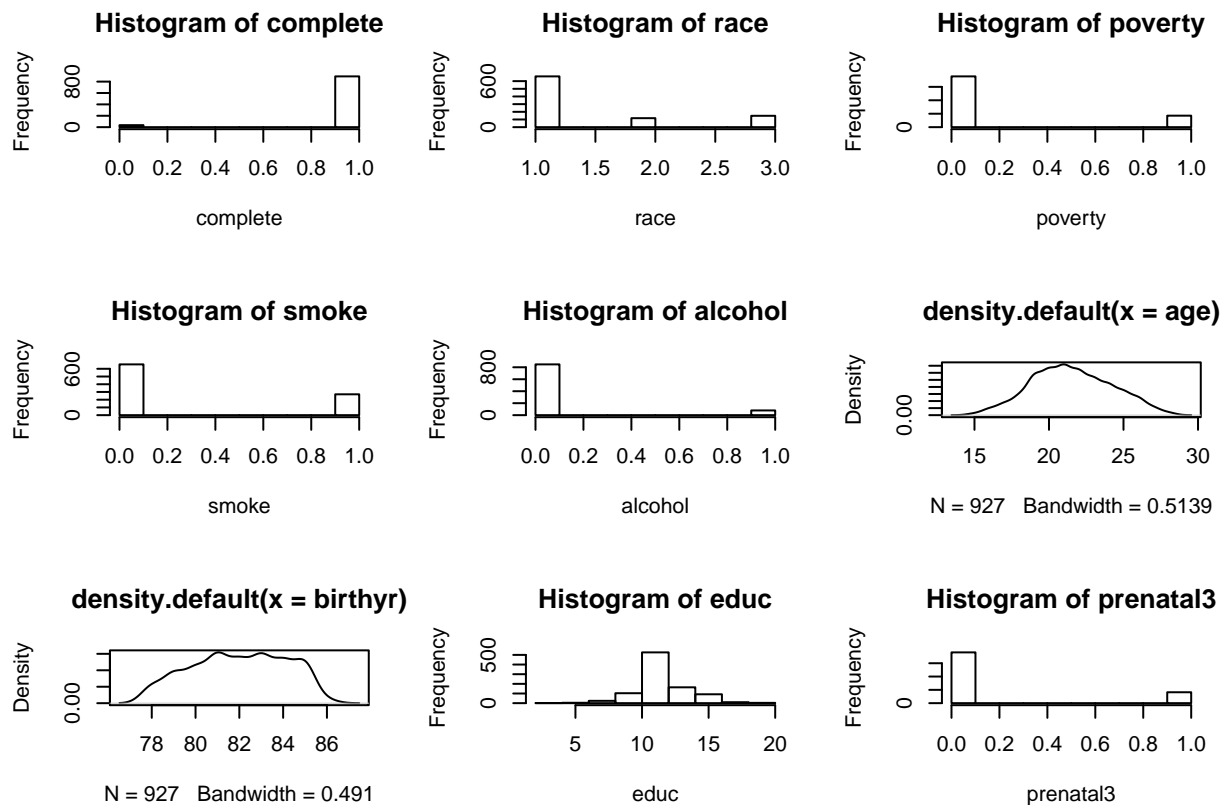 Histogram of complete
Frequency
0
800
0.0 0.2 0.4 0.6 0.8 1.0
complete
Histogram of race
Frequency
0
600
1.0 1.5 2.0 2.5 3.0
race
Histogram of poverty
Frequency
0
0.0 0.2 0.4 0.6 0.8 1.0
poverty
Histogram of smoke
Frequency
0
600
0.0 0.2 0.4 0.6 0.8 1.0
smoke
Histogram of alcohol
Frequency
0
800
0.0 0.2 0.4 0.6 0.8 1.0
alcohol
density.default(x = age)
Density
0.00
15 20 25 30
N = 927 Bandwidth = 0.5139
density.default(x = birthyr)
Density
0.00
78 80 82 84 86
N = 927 Bandwidth = 0.491
Histogram of educ
Frequency
0
500
5 10 15 20
educ
Histogram of prenatal3
Frequency
0
0.0 0.2 0.4 0.6 0.8 1.0
prenatal3